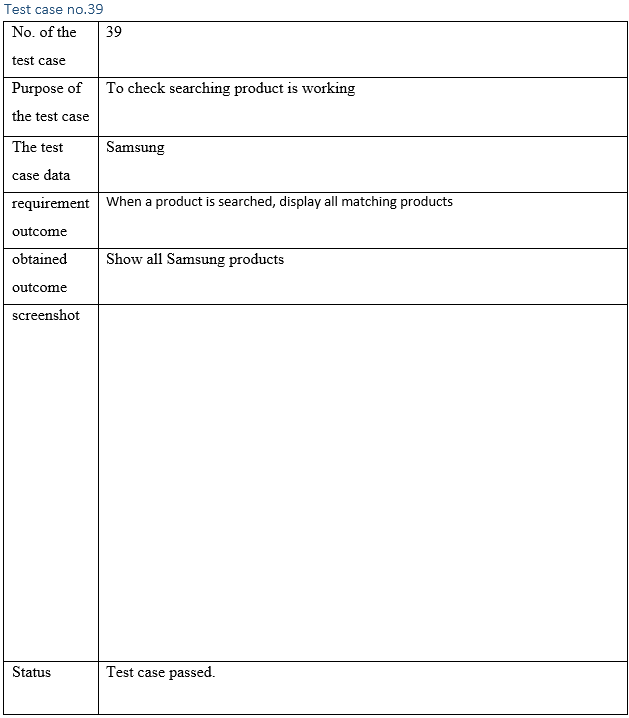 Test case no.39
No. of the
test case
39
Purpose of
the test case
To check searching product is working
The test
case data
Samsung
requirement
outcome
When a product is searched, display all matching products
obtained
outcome
Show all Samsung products
screenshot
Status
Test case passed.